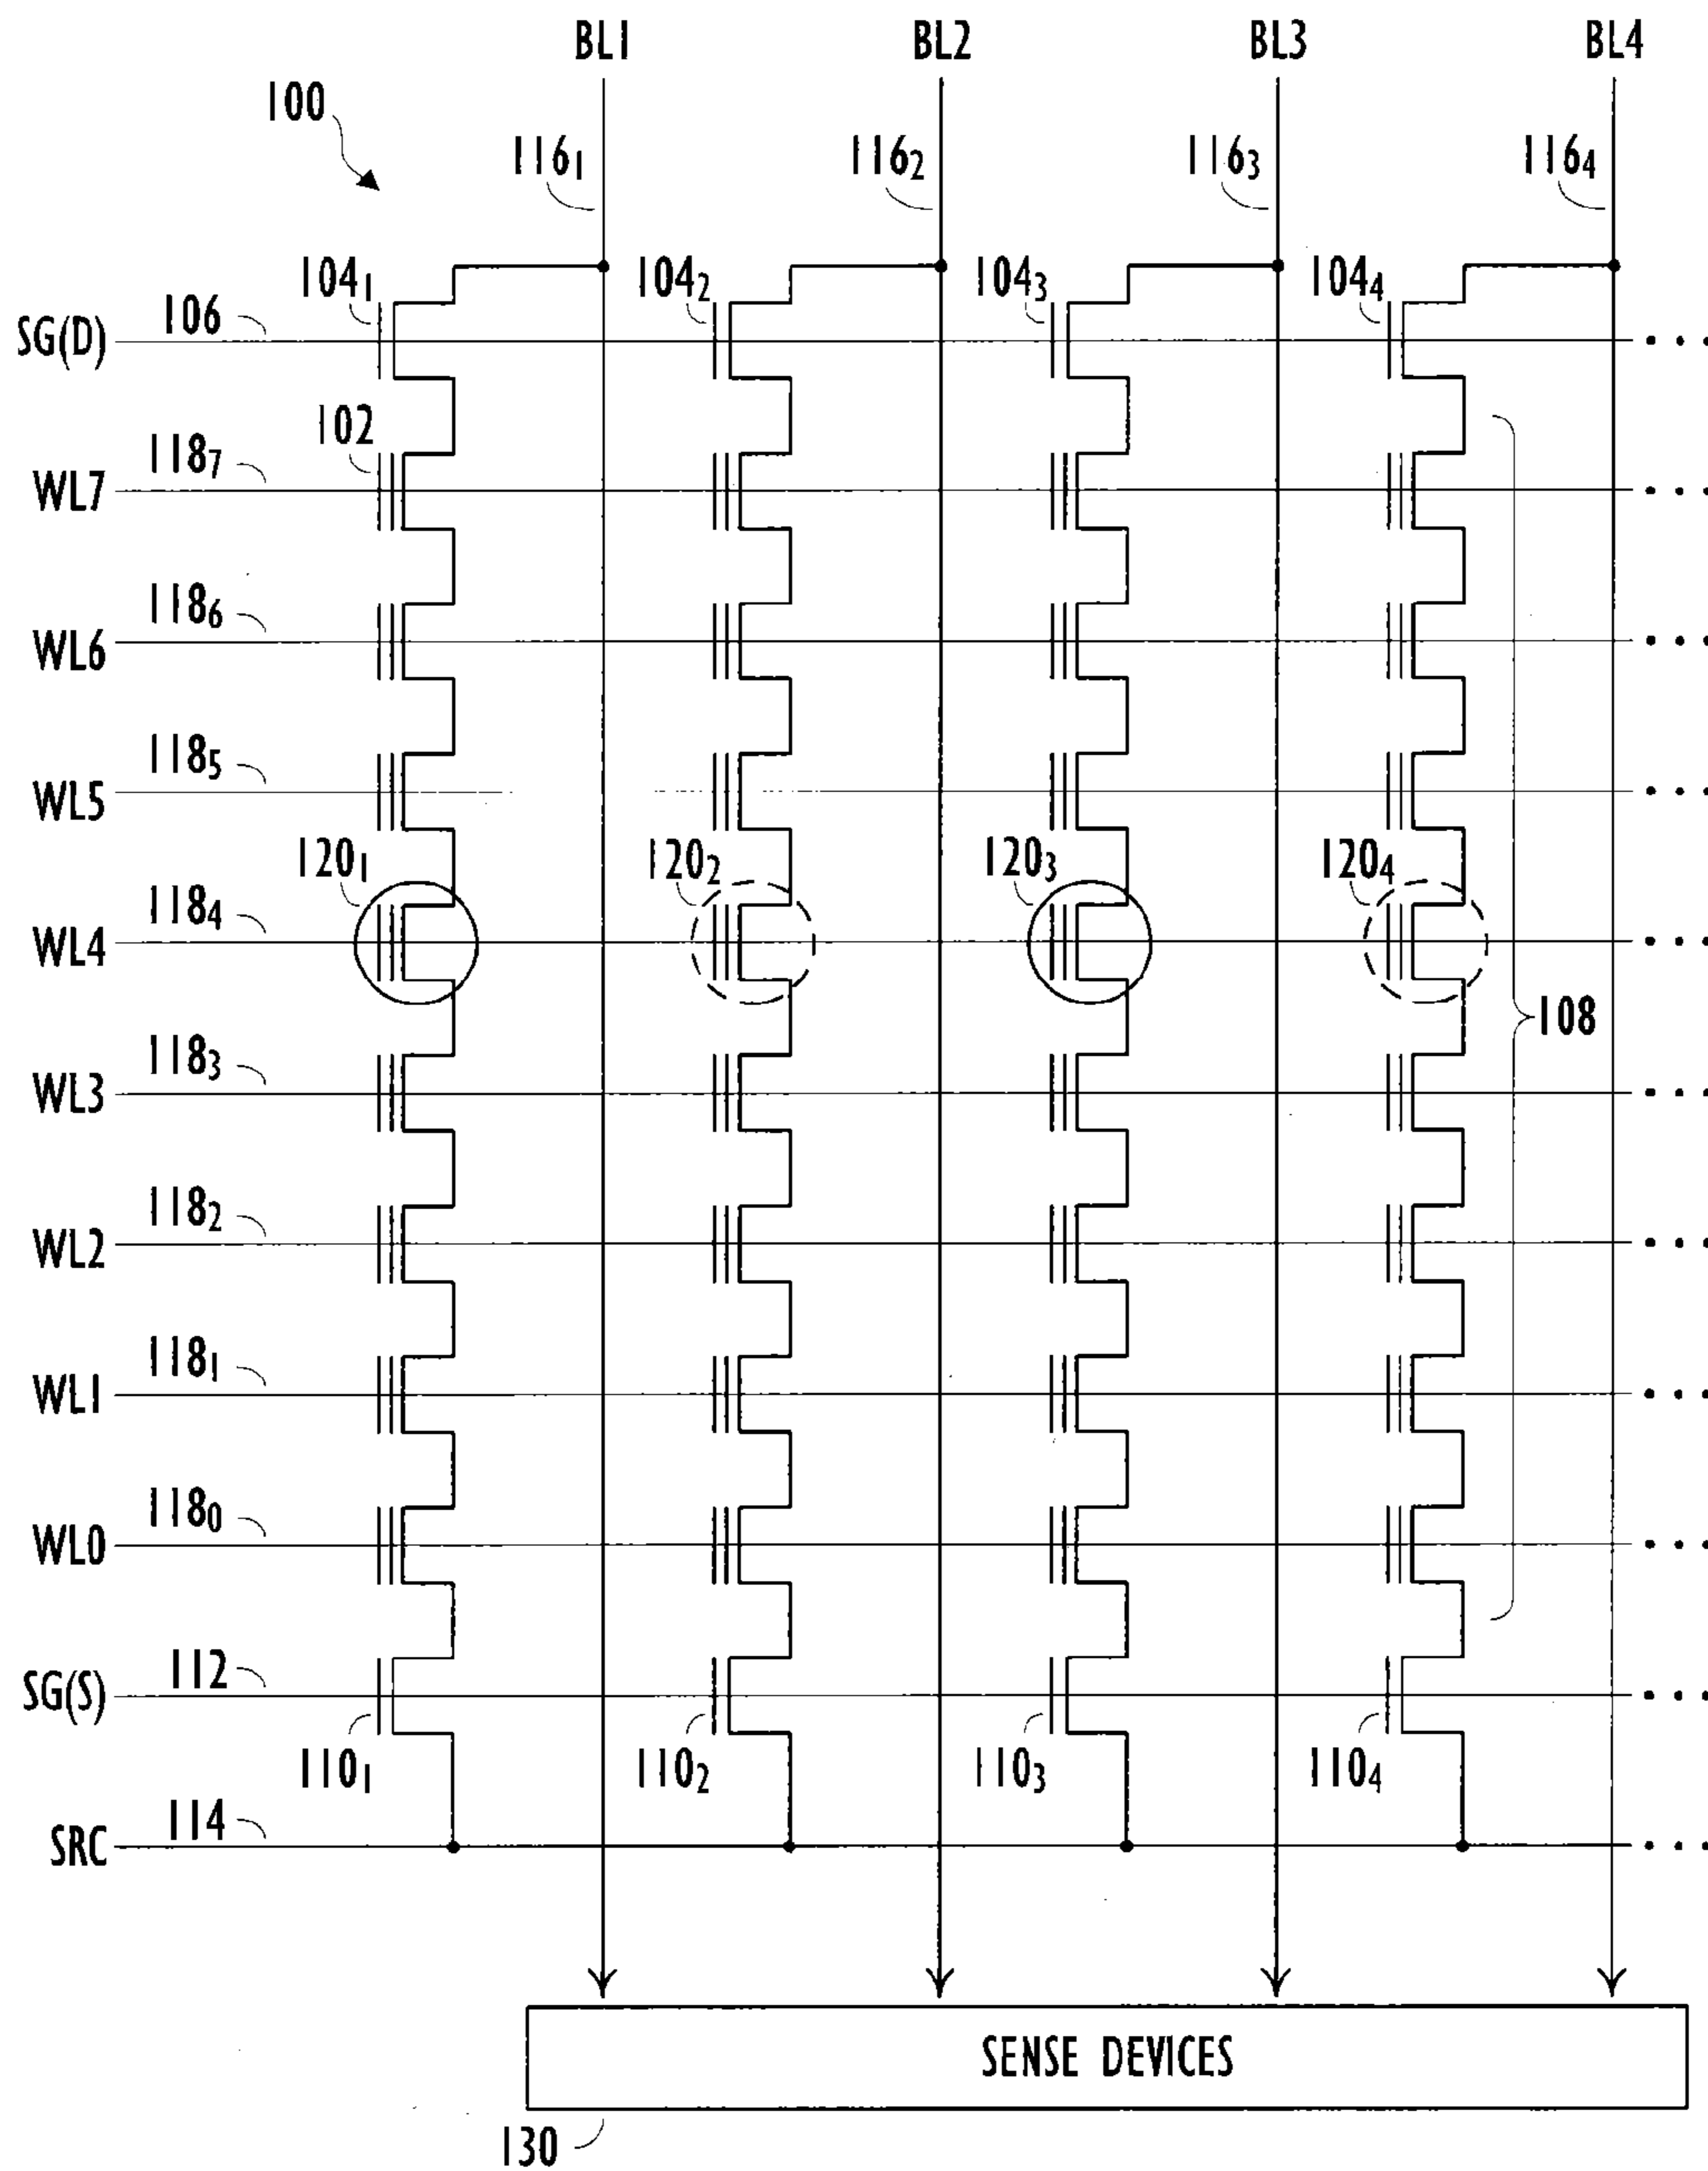 BL1 BL2 BL3 BL4
100
116₁ 116₂ 116₃ 116₄
104₁ 104₂ 104₃ 104₄
SG(D) 106
102
WL7 118₇
WL6 118₆
WL5 118₅
120₁ 120₂ 120₃ 120₄
WL4 118₄
108
WL3 118₃
WL2 118₂
WL1 118₁
WL0 118₀
SG(S) 112
110₁ 110₂ 110₃ 110₄
SRC 114
SENSE DEVICES
130